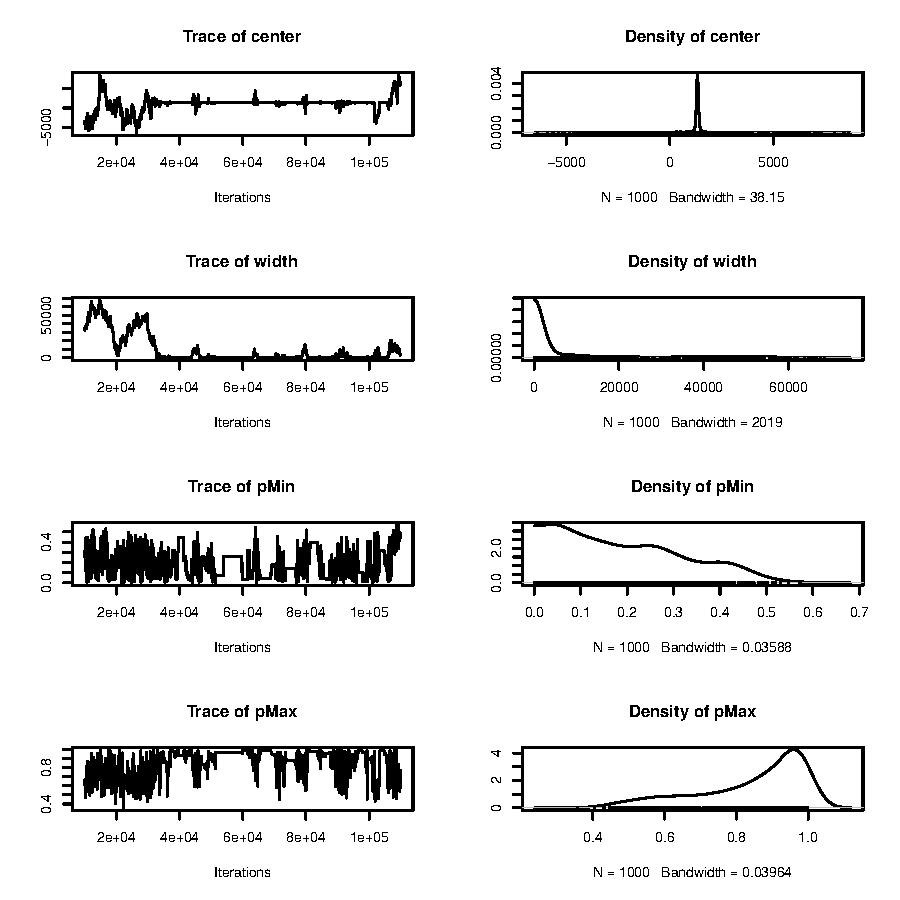 Trace of center
Density of center
−5000
2e+04 4e+04 6e+04 8e+04 1e+05
Iterations
0.000 0.004
−5000 0 5000
N = 1000 Bandwidth = 38.15
Trace of width
Density of width
0 50000
2e+04 4e+04 6e+04 8e+04 1e+05
Iterations
0.00000
0 20000 40000 60000
N = 1000 Bandwidth = 2019
Trace of pMin
Density of pMin
0.0 0.4
2e+04 4e+04 6e+04 8e+04 1e+05
Iterations
0.0 2.0
0.0 0.1 0.2 0.3 0.4 0.5 0.6 0.7
N = 1000 Bandwidth = 0.03588
Trace of pMax
Density of pMax
0.4 0.8
2e+04 4e+04 6e+04 8e+04 1e+05
Iterations
0 2 4
0.4 0.6 0.8 1.0
N = 1000 Bandwidth = 0.03964